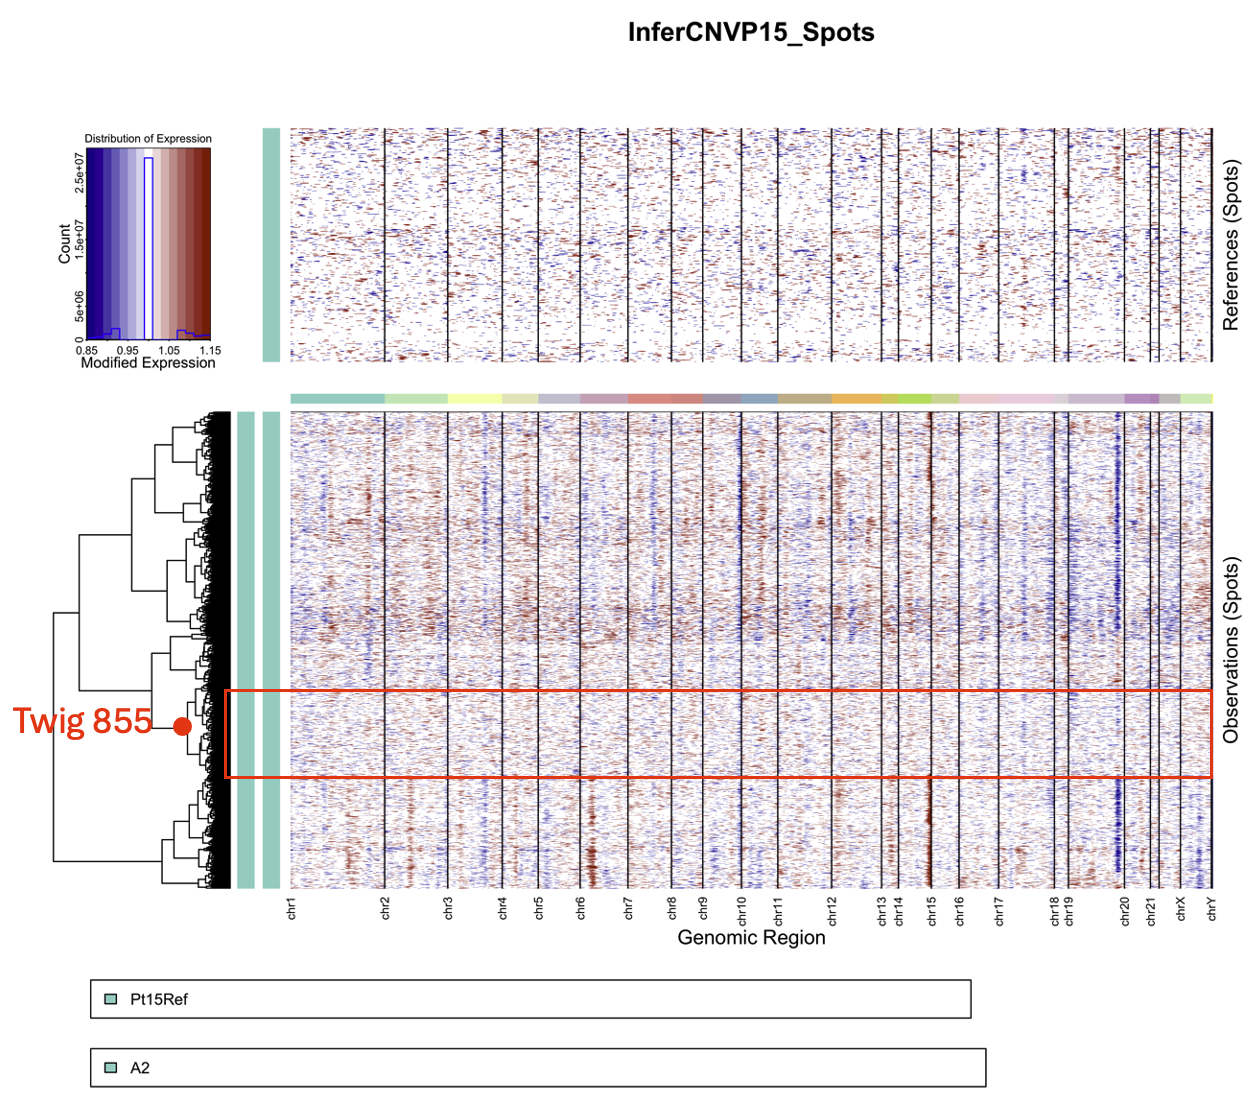 InferCNVP15_Spots
Distribution of Expression
Count
0
5e+06
1.5e+07
2.5e+07
0.85 0.95 1.05 1.15
Modified Expression
References (Spots)
Observations (Spots)
Twig 855
chr1 chr2 chr3 chr4 chr5 chr6 chr7 chr8 chr9 chr10 chr11 chr12 chr13 chr14 chr15 chr16 chr17 chr18 chr19 chr20 chr21 chrX chrY
Genomic Region
Pt15Ref
A2